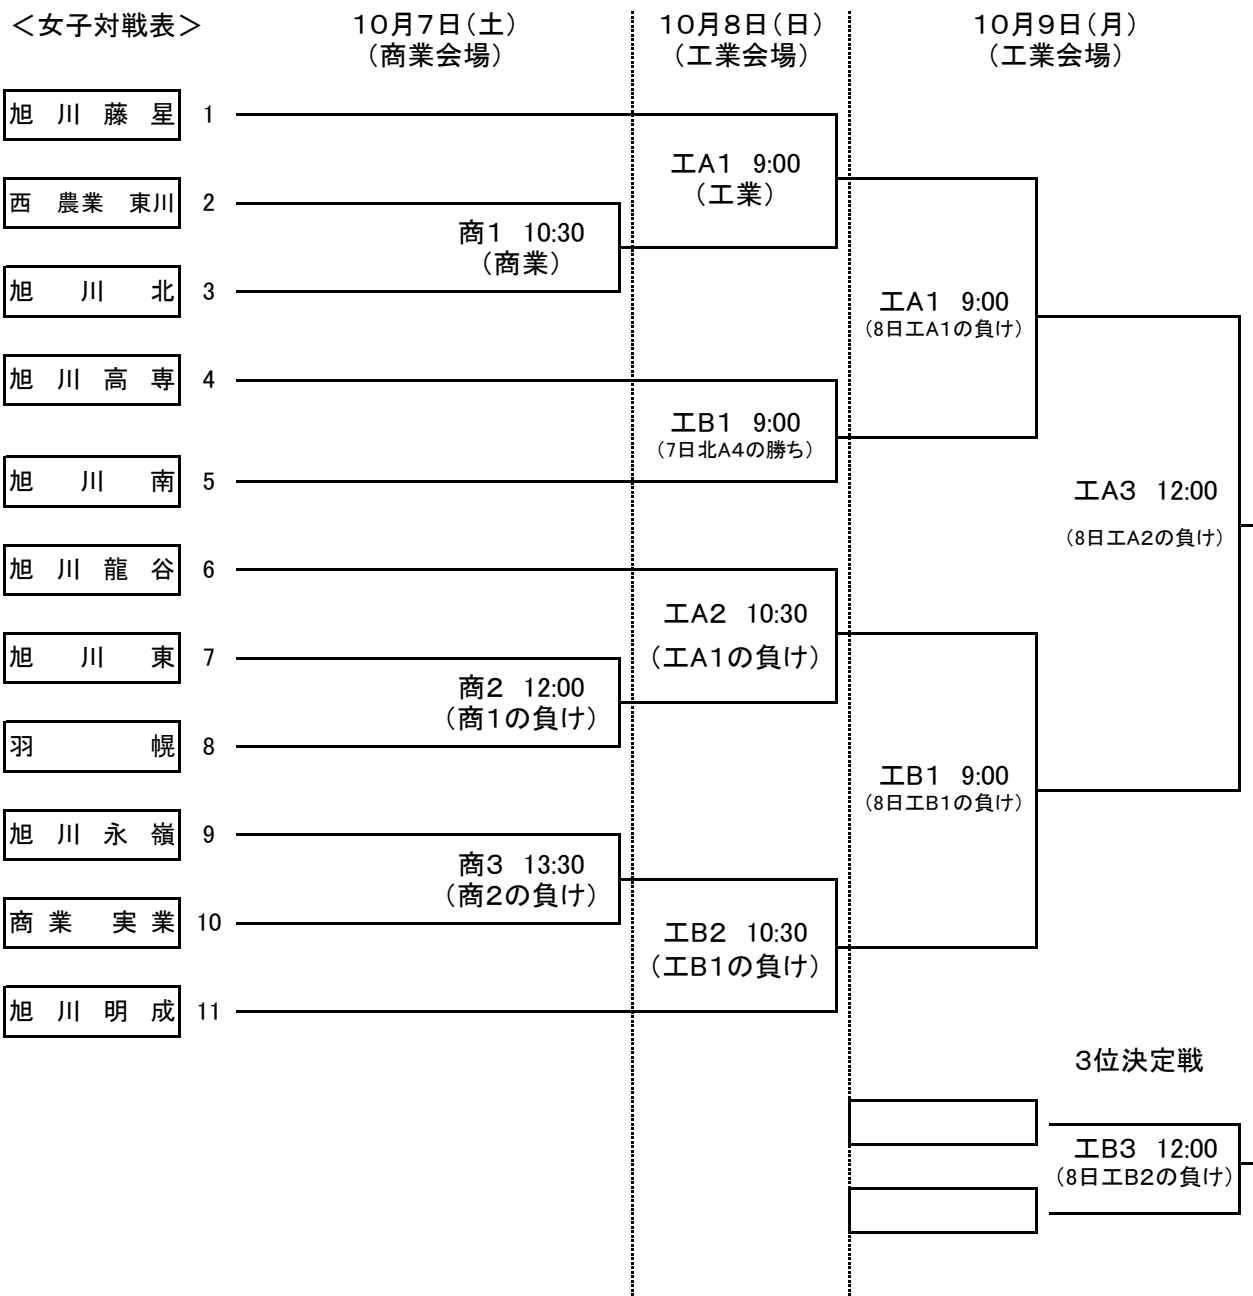 ＜女子対戦表＞
10月7日(土)
(商業会場)
10月8日(日)
(工業会場)
10月9日(月)
(工業会場)
旭川藤星 1
西農業東川 2
旭川北 3
旭川高専 4
旭川南 5
旭川龍谷 6
旭川東 7
羽幌 8
旭川永嶺 9
商業実業 10
旭川明成 11
商1 10:30
(商業)
商2 12:00
(商1の負け)
商3 13:30
(商2の負け)
工A1 9:00
(工業)
工B1 9:00
(7日北A4の勝ち)
工A2 10:30
(工A1の負け)
工B2 10:30
(工B1の負け)
工A1 9:00
(8日工A1の負け)
工B1 9:00
(8日工B1の負け)
工A3 12:00
(8日工A2の負け)
3位決定戦
工B3 12:00
(8日工B2の負け)